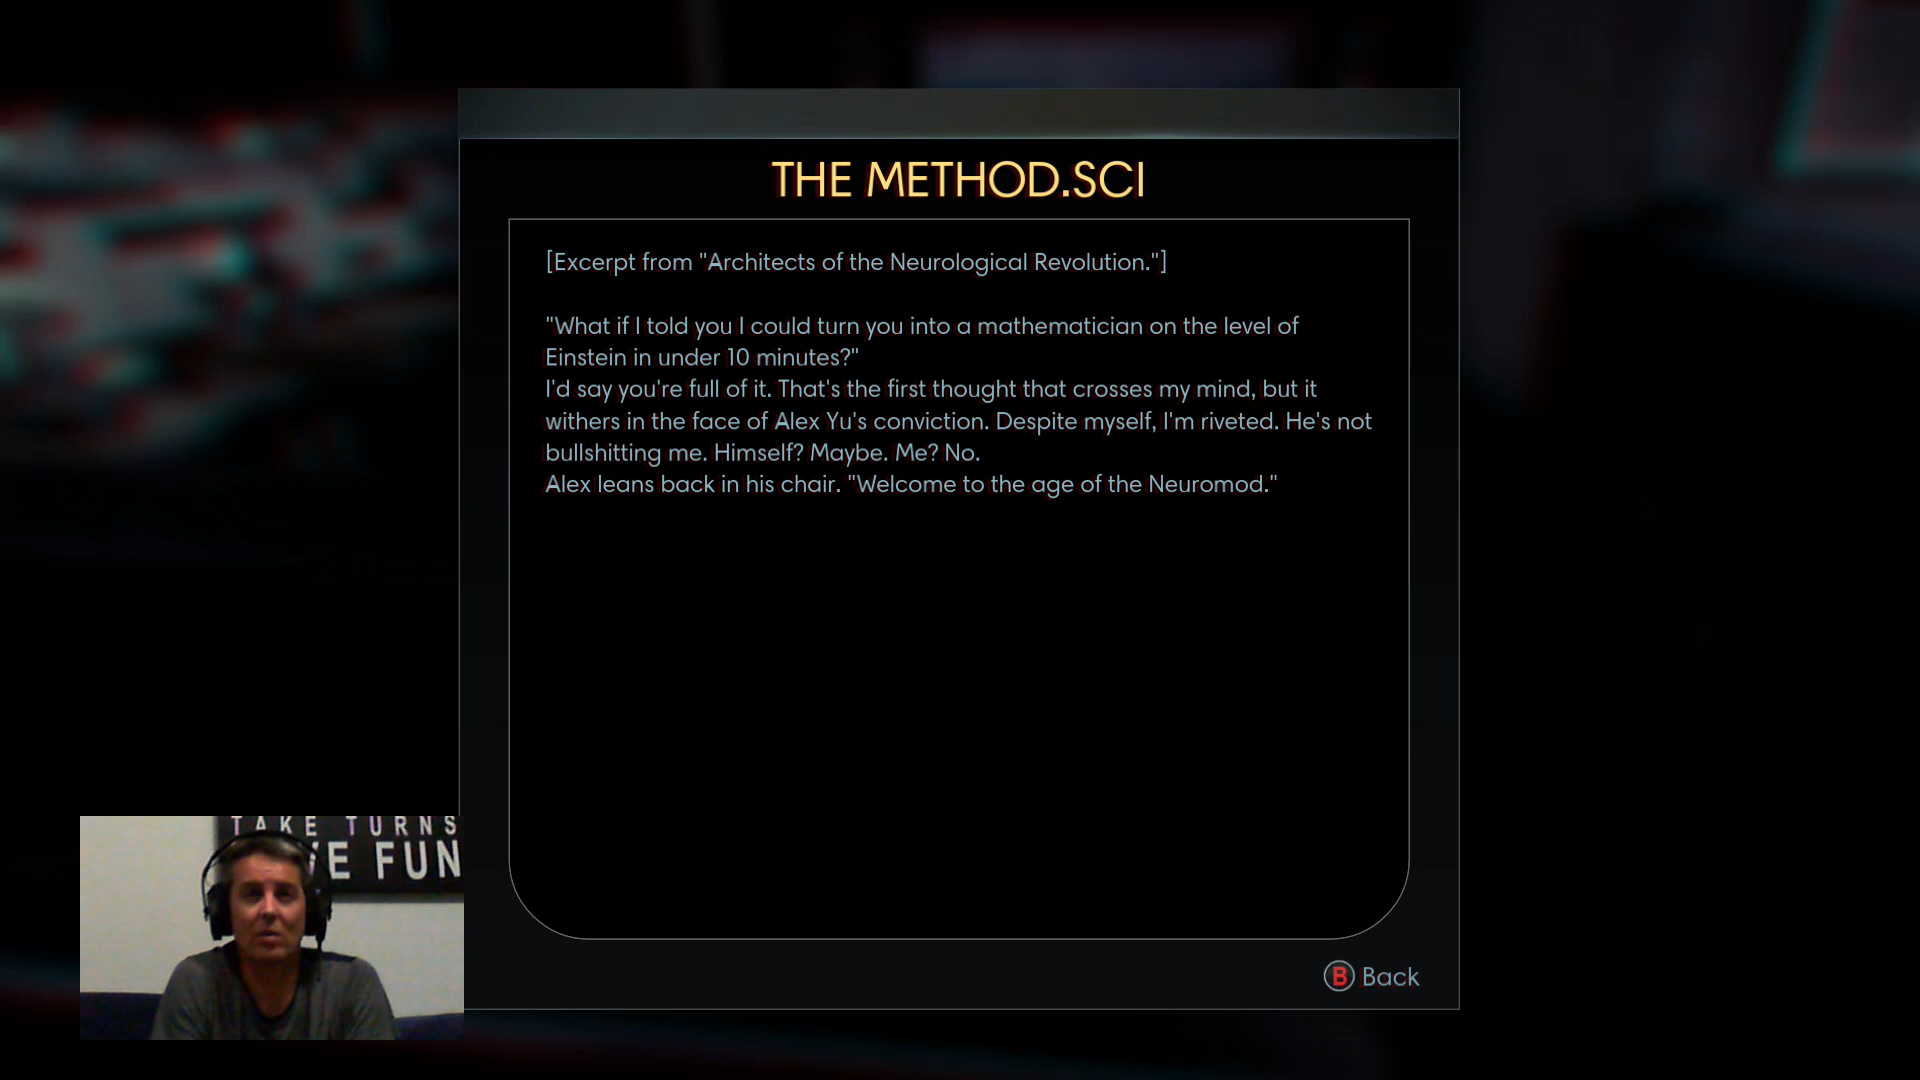 THE METHOD.SCI
[Excerpt from "Architects of the Neurological Revolution."]
"What if I told you I could turn you into a mathematician on the level of
Einstein in under 10 minutes?"
I'd say you're full of it. That's the first thought that crosses my mind, but it
withers in the face of Alex Yu's conviction. Despite myself, I'm riveted. He's not
bullshitting me. Himself? Maybe. Me? No.
Alex leans back in his chair. "Welcome to the age of the Neuromod."
TAKE TURNS
FUN
B Back